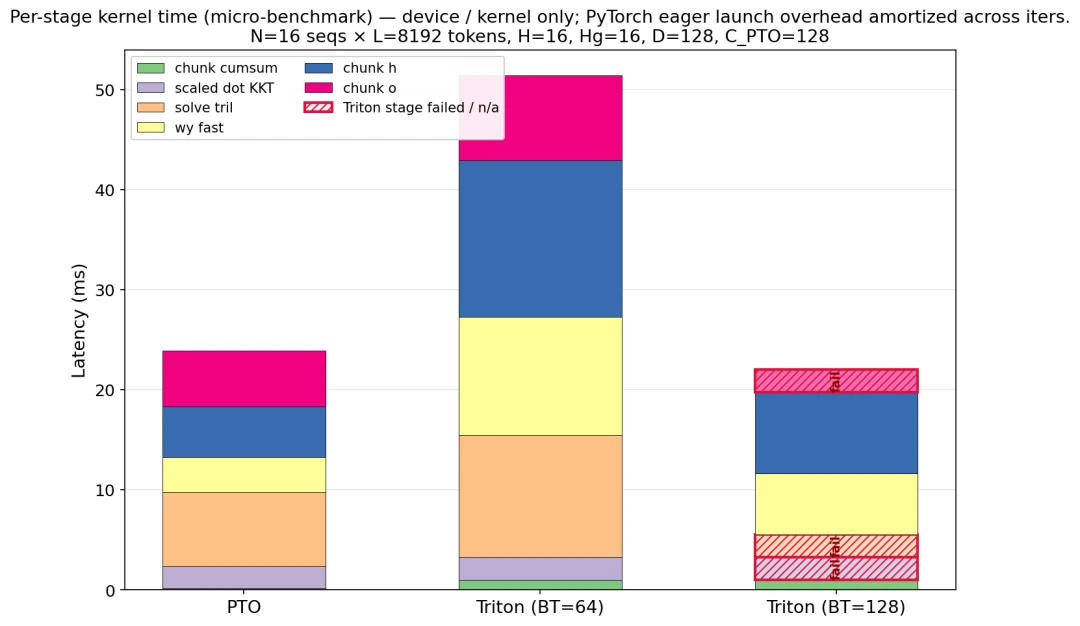 Per-stage kernel time (micro-benchmark) — device / kernel only; PyTorch eager launch overhead amortized across iters.
N=16 seqs × L=8192 tokens, H=16, Hg=16, D=128, C_PTO=128
chunk cumsum
scaled dot KKT
solve tril
wy fast
chunk h
chunk o
Triton stage failed / n/a
Latency (ms)
50
40
30
20
10
0
fail
fail
fail
PTO
Triton (BT=64)
Triton (BT=128)